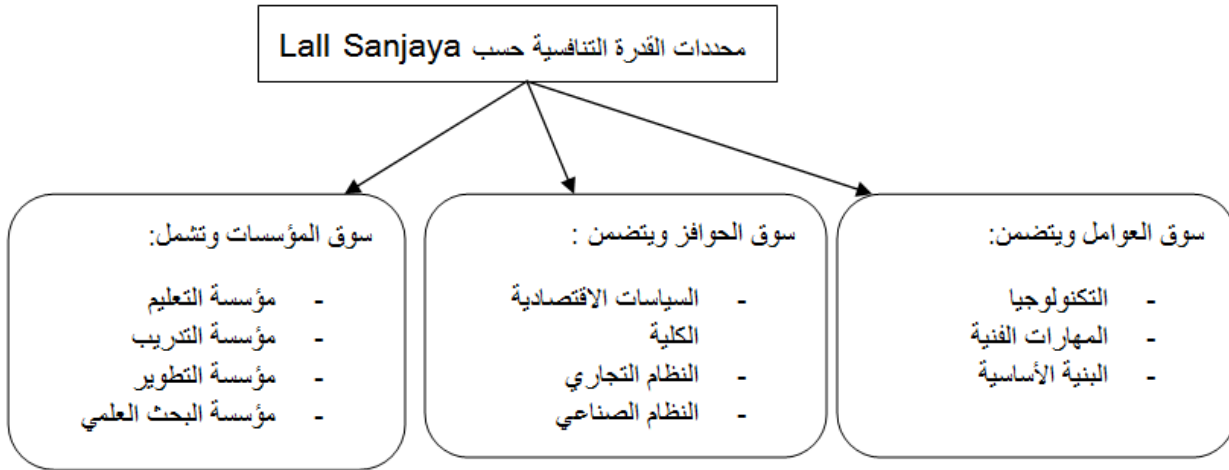 محددات القدرة التنافسية حسب Lall Sanjaya
سوق العوامل ويتضمن:
- التكنولوجيا
- المهارات الفنية
- البنية الأساسية
سوق الحوافز ويتضمن :
- السياسات الاقتصادية
الكلية
- النظام التجاري
- النظام الصناعي
سوق المؤسسات وتشمل:
- مؤسسة التعليم
- مؤسسة التدريب
- مؤسسة التطوير
- مؤسسة البحث العلمي